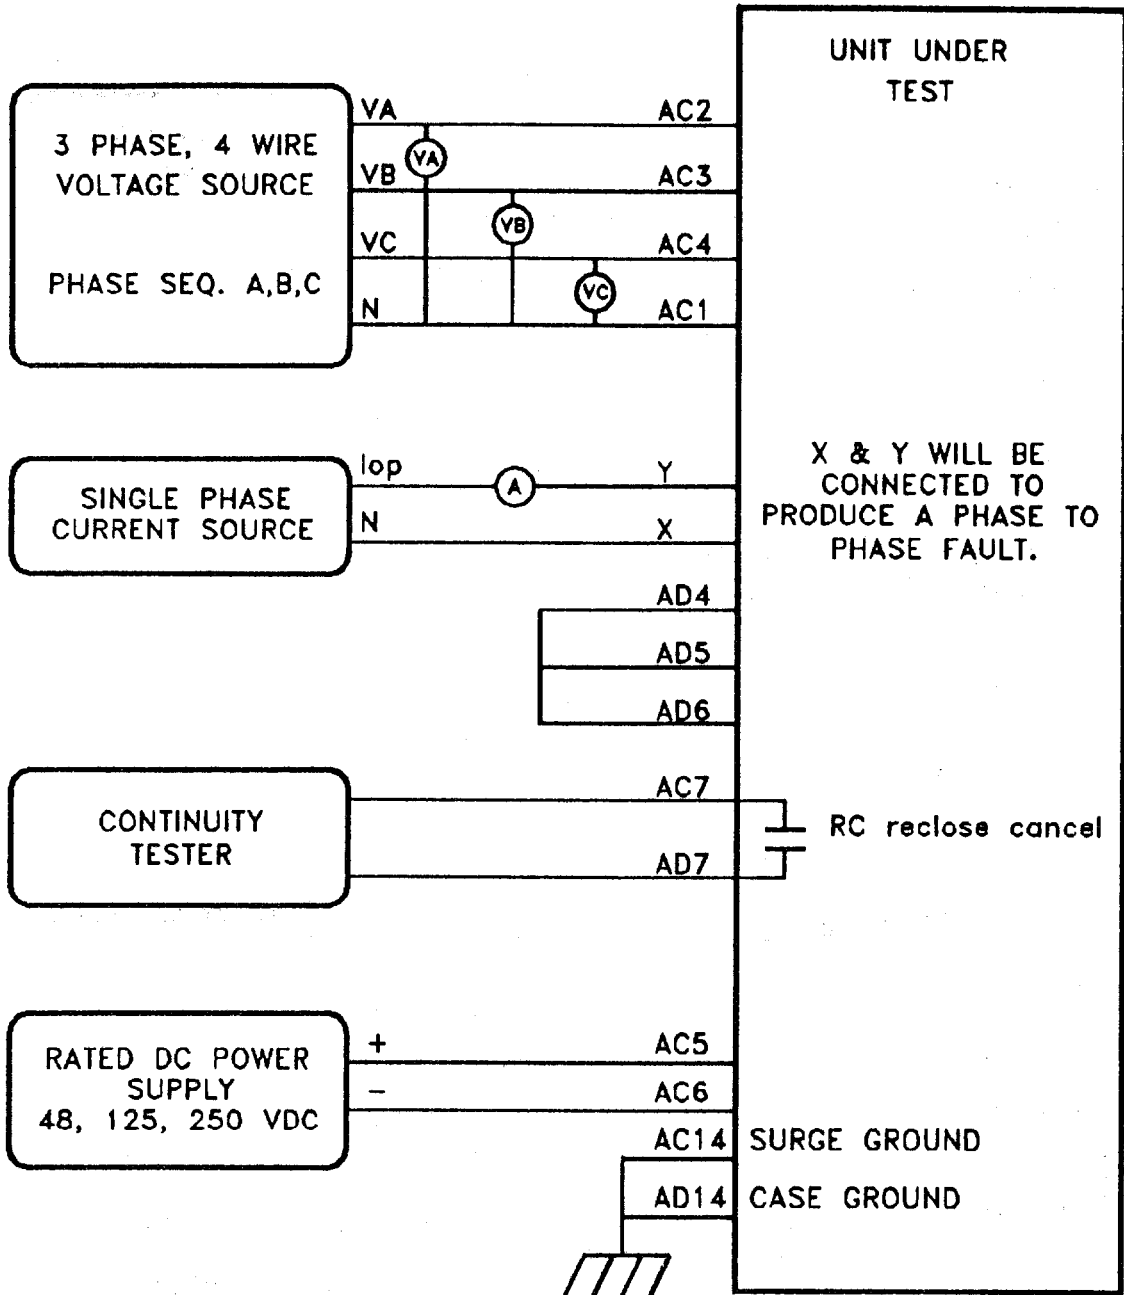 UNIT UNDER
TEST
3 PHASE, 4 WIRE
VOLTAGE SOURCE
PHASE SEQ. A,B,C
VA
AC2
VA
VB
AC3
VB
VC
AC4
VC
N
AC1
SINGLE PHASE
CURRENT SOURCE
Iop
A
Y
N
X
X & Y WILL BE
CONNECTED TO
PRODUCE A PHASE TO
PHASE FAULT.
AD4
AD5
AD6
CONTINUITY
TESTER
AC7
AD7
RC reclose cancel
RATED DC POWER
SUPPLY
48, 125, 250 VDC
+
AC5
-
AC6
AC14 SURGE GROUND
AD14 CASE GROUND